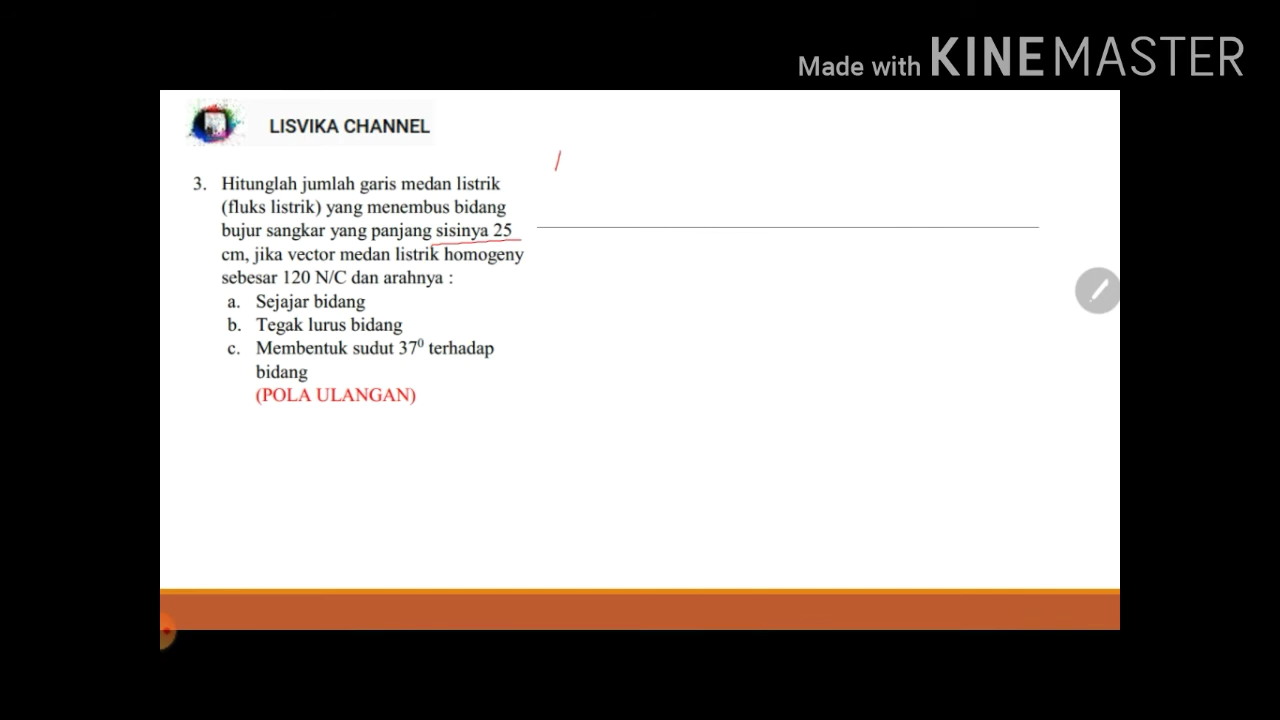 Made with KINEMASTER
LISVIKA CHANNEL
3. Hitunglah jumlah garis medan listrik
(fluks listrik) yang menembus bidang
bujur sangkar yang panjang sisinya 25
cm, jika vector medan listrik homogeny
sebesar 120 N/C dan arahnya :
a. Sejajar bidang
b. Tegak lurus bidang
c. Membentuk sudut 37⁰ terhadap
bidang
(POLA ULANGAN)